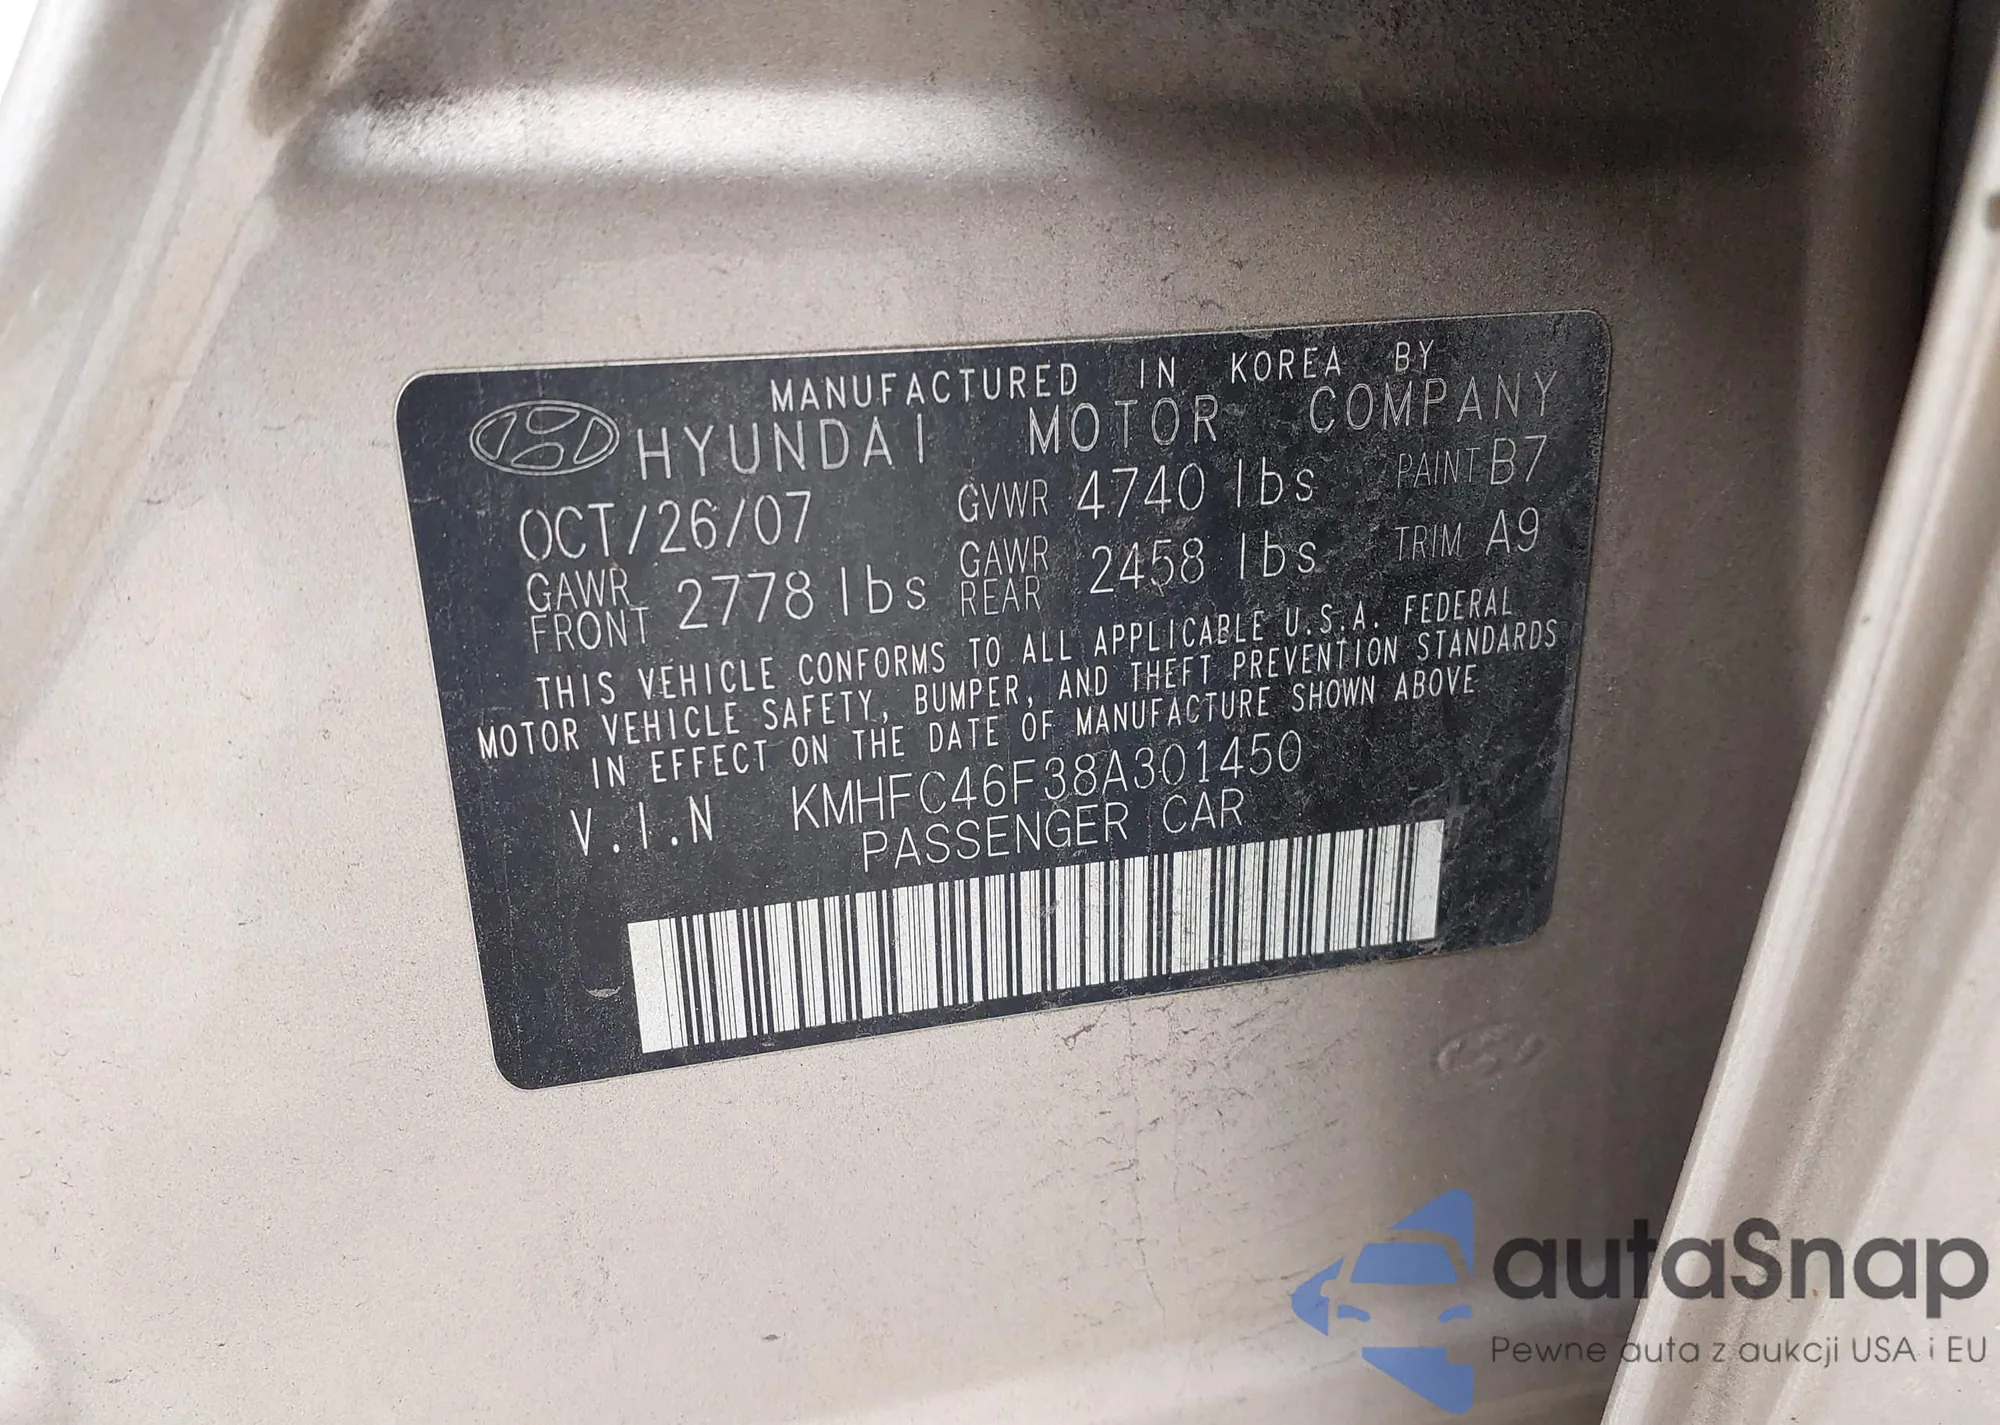 MANUFACTURED IN KOREA BY
HYUNDAI MOTOR COMPANY
OCT/26/07 GVWR 4740 lbs PAINT B7
GAWR FRONT 2778 lbs GAWR REAR 2458 lbs TRIM A9
THIS VEHICLE CONFORMS TO ALL APPLICABLE U.S.A. FEDERAL
MOTOR VEHICLE SAFETY, BUMPER, AND THEFT PREVENTION STANDARDS
IN EFFECT ON THE DATE OF MANUFACTURE SHOWN ABOVE
V.I.N KMHFC46F38A301450
PASSENGER CAR
autaSnap
Pewne auta z aukcji USA i EU